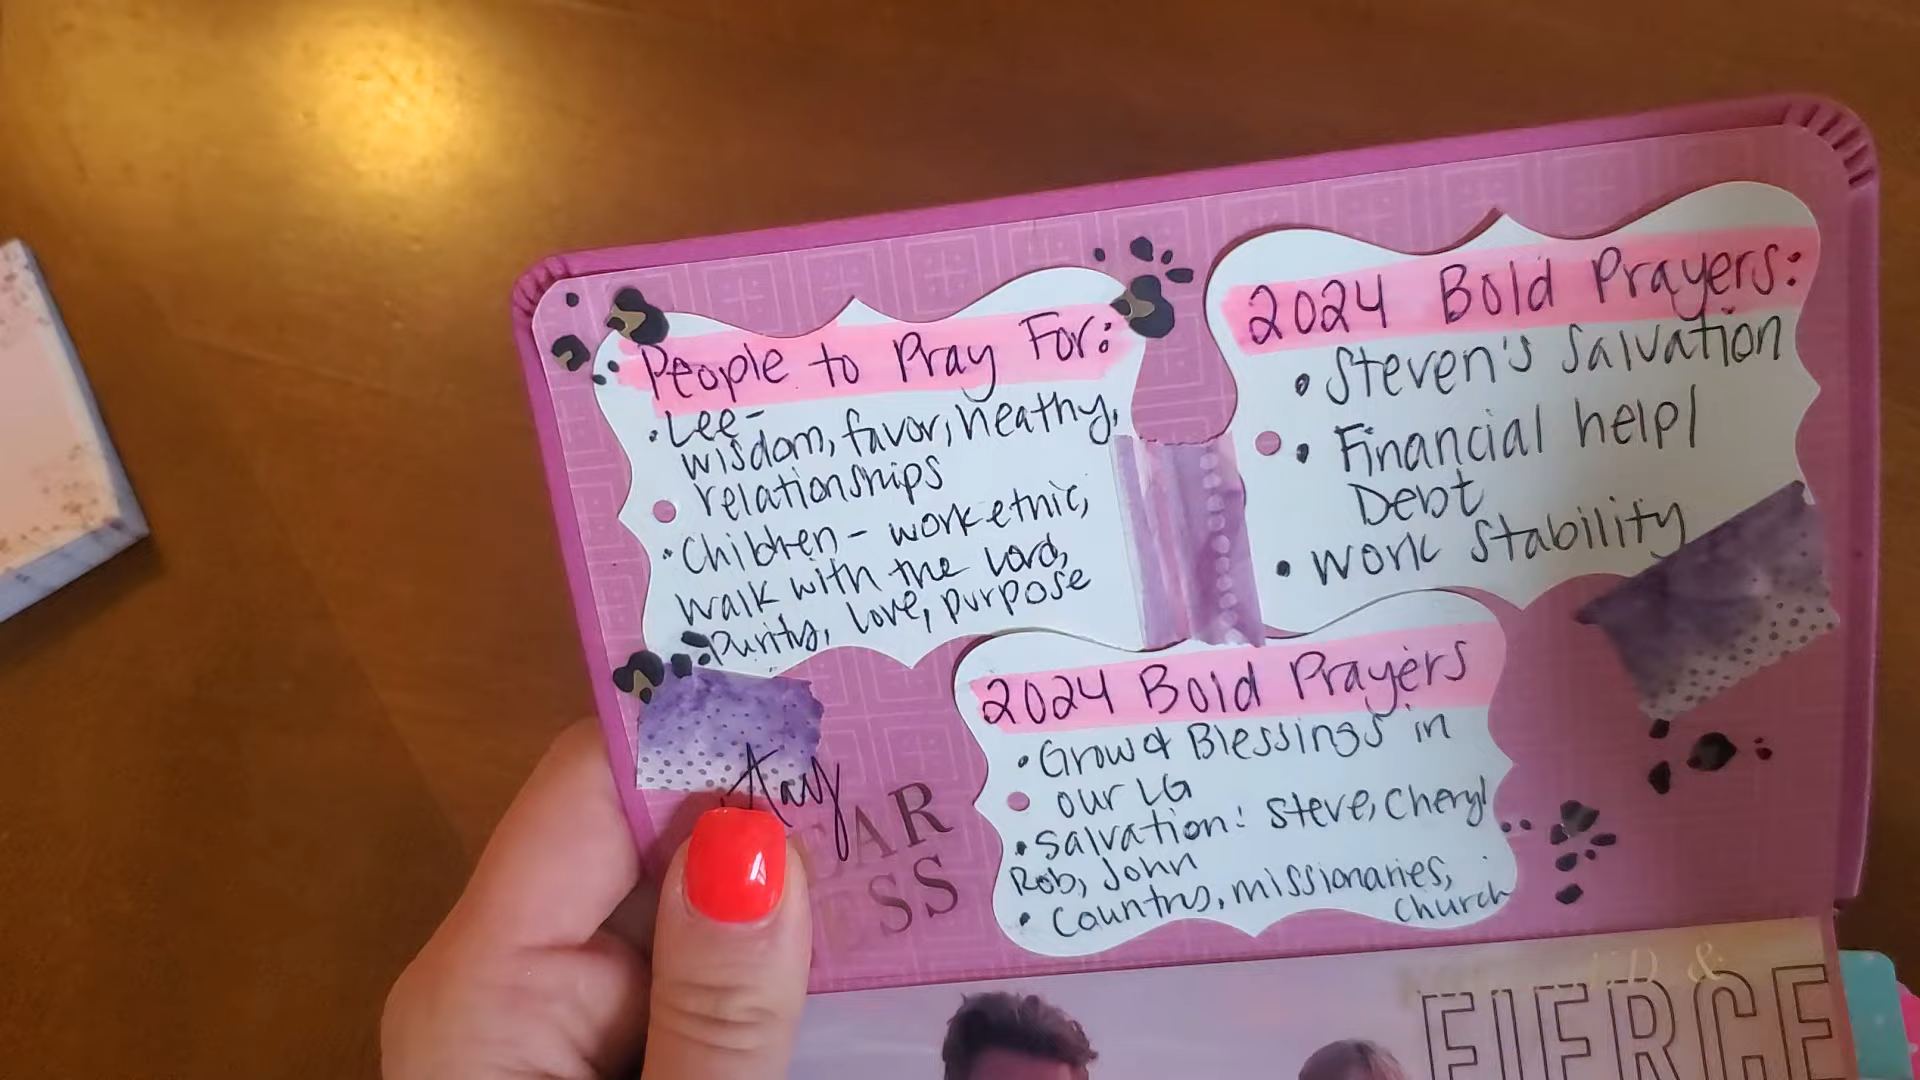 People to Pray For:
• Lee-
wisdom, favor, heathy,
relationships
• Children - work ethic,
walk with the Lord,
Purity, love, purpose
2024 Bold Prayers:
• Steven's Salvation
• Financial help/
Debt
• Work Stability
2024 Bold Prayers
• Grow & Blessings in
our LG
• Salvation: Steve, Cheryl
Rob, John
• Country, missionaries,
church
&
FIERCE